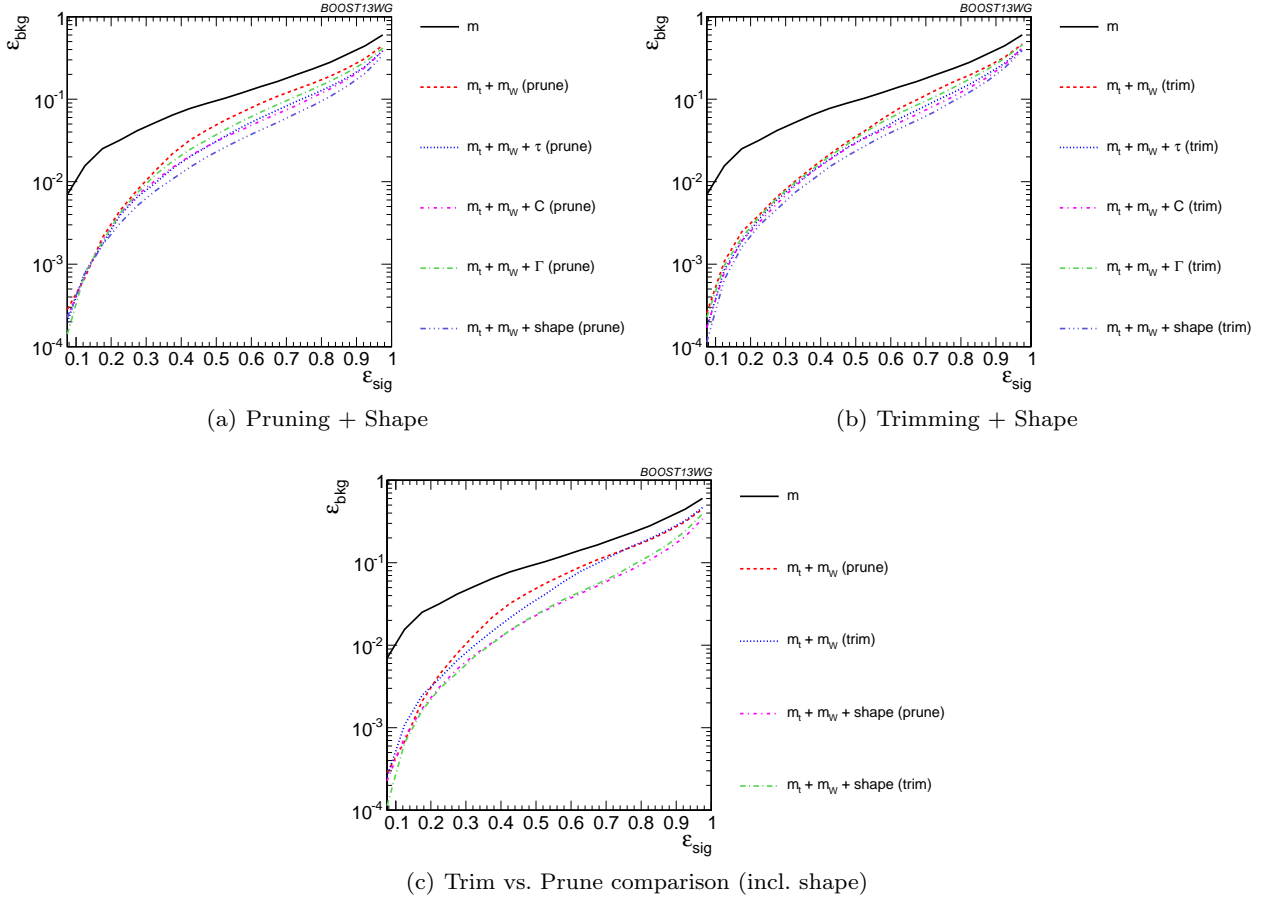 BOOST13WG
ε_bkg
1
10⁻¹
10⁻²
10⁻³
10⁻⁴
0.1 0.2 0.3 0.4 0.5 0.6 0.7 0.8 0.9 1
ε_sig
m
m_t + m_W (prune)
m_t + m_W + τ (prune)
m_t + m_W + C (prune)
m_t + m_W + Γ (prune)
m_t + m_W + shape (prune)
(a) Pruning + Shape
BOOST13WG
ε_bkg
1
10⁻¹
10⁻²
10⁻³
10⁻⁴
0.1 0.2 0.3 0.4 0.5 0.6 0.7 0.8 0.9 1
ε_sig
m
m_t + m_W (trim)
m_t + m_W + τ (trim)
m_t + m_W + C (trim)
m_t + m_W + Γ (trim)
m_t + m_W + shape (trim)
(b) Trimming + Shape
BOOST13WG
ε_bkg
1
10⁻¹
10⁻²
10⁻³
10⁻⁴
0.1 0.2 0.3 0.4 0.5 0.6 0.7 0.8 0.9 1
ε_sig
m
m_t + m_W (prune)
m_t + m_W (trim)
m_t + m_W + shape (prune)
m_t + m_W + shape (trim)
(c) Trim vs. Prune comparison (incl. shape)